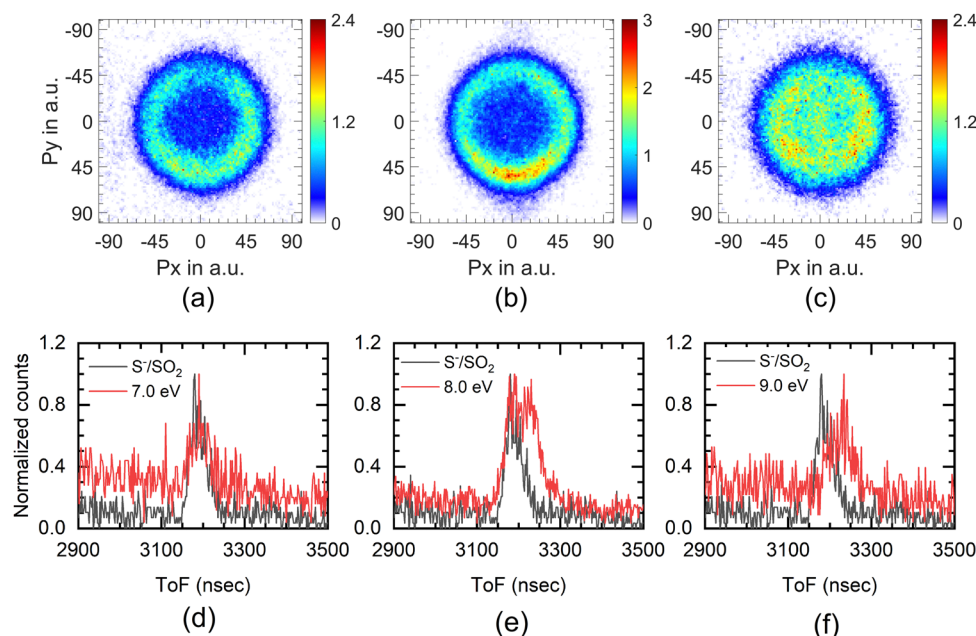 2.4
3
2.4
-90
-90
-90
-45
-45
-45
Py in a.u.
0
1.2
0
2
0
1.2
45
45
1
45
90
90
90
0
0
0
-90 -45 0 45 90
-90 -45 0 45 90
-90 -45 0 45 90
Px in a.u.
Px in a.u.
Px in a.u.
(a)
(b)
(c)
Normalized counts
1.2
0.8
0.4
0.0
S⁻/SO₂
7.0 eV
2900 3100 3300 3500
ToF (nsec)
(d)
1.2
0.8
0.4
0.0
S⁻/SO₂
8.0 eV
2900 3100 3300 3500
ToF (nsec)
(e)
1.2
0.8
0.4
0.0
S⁻/SO₂
9.0 eV
2900 3100 3300 3500
ToF (nsec)
(f)